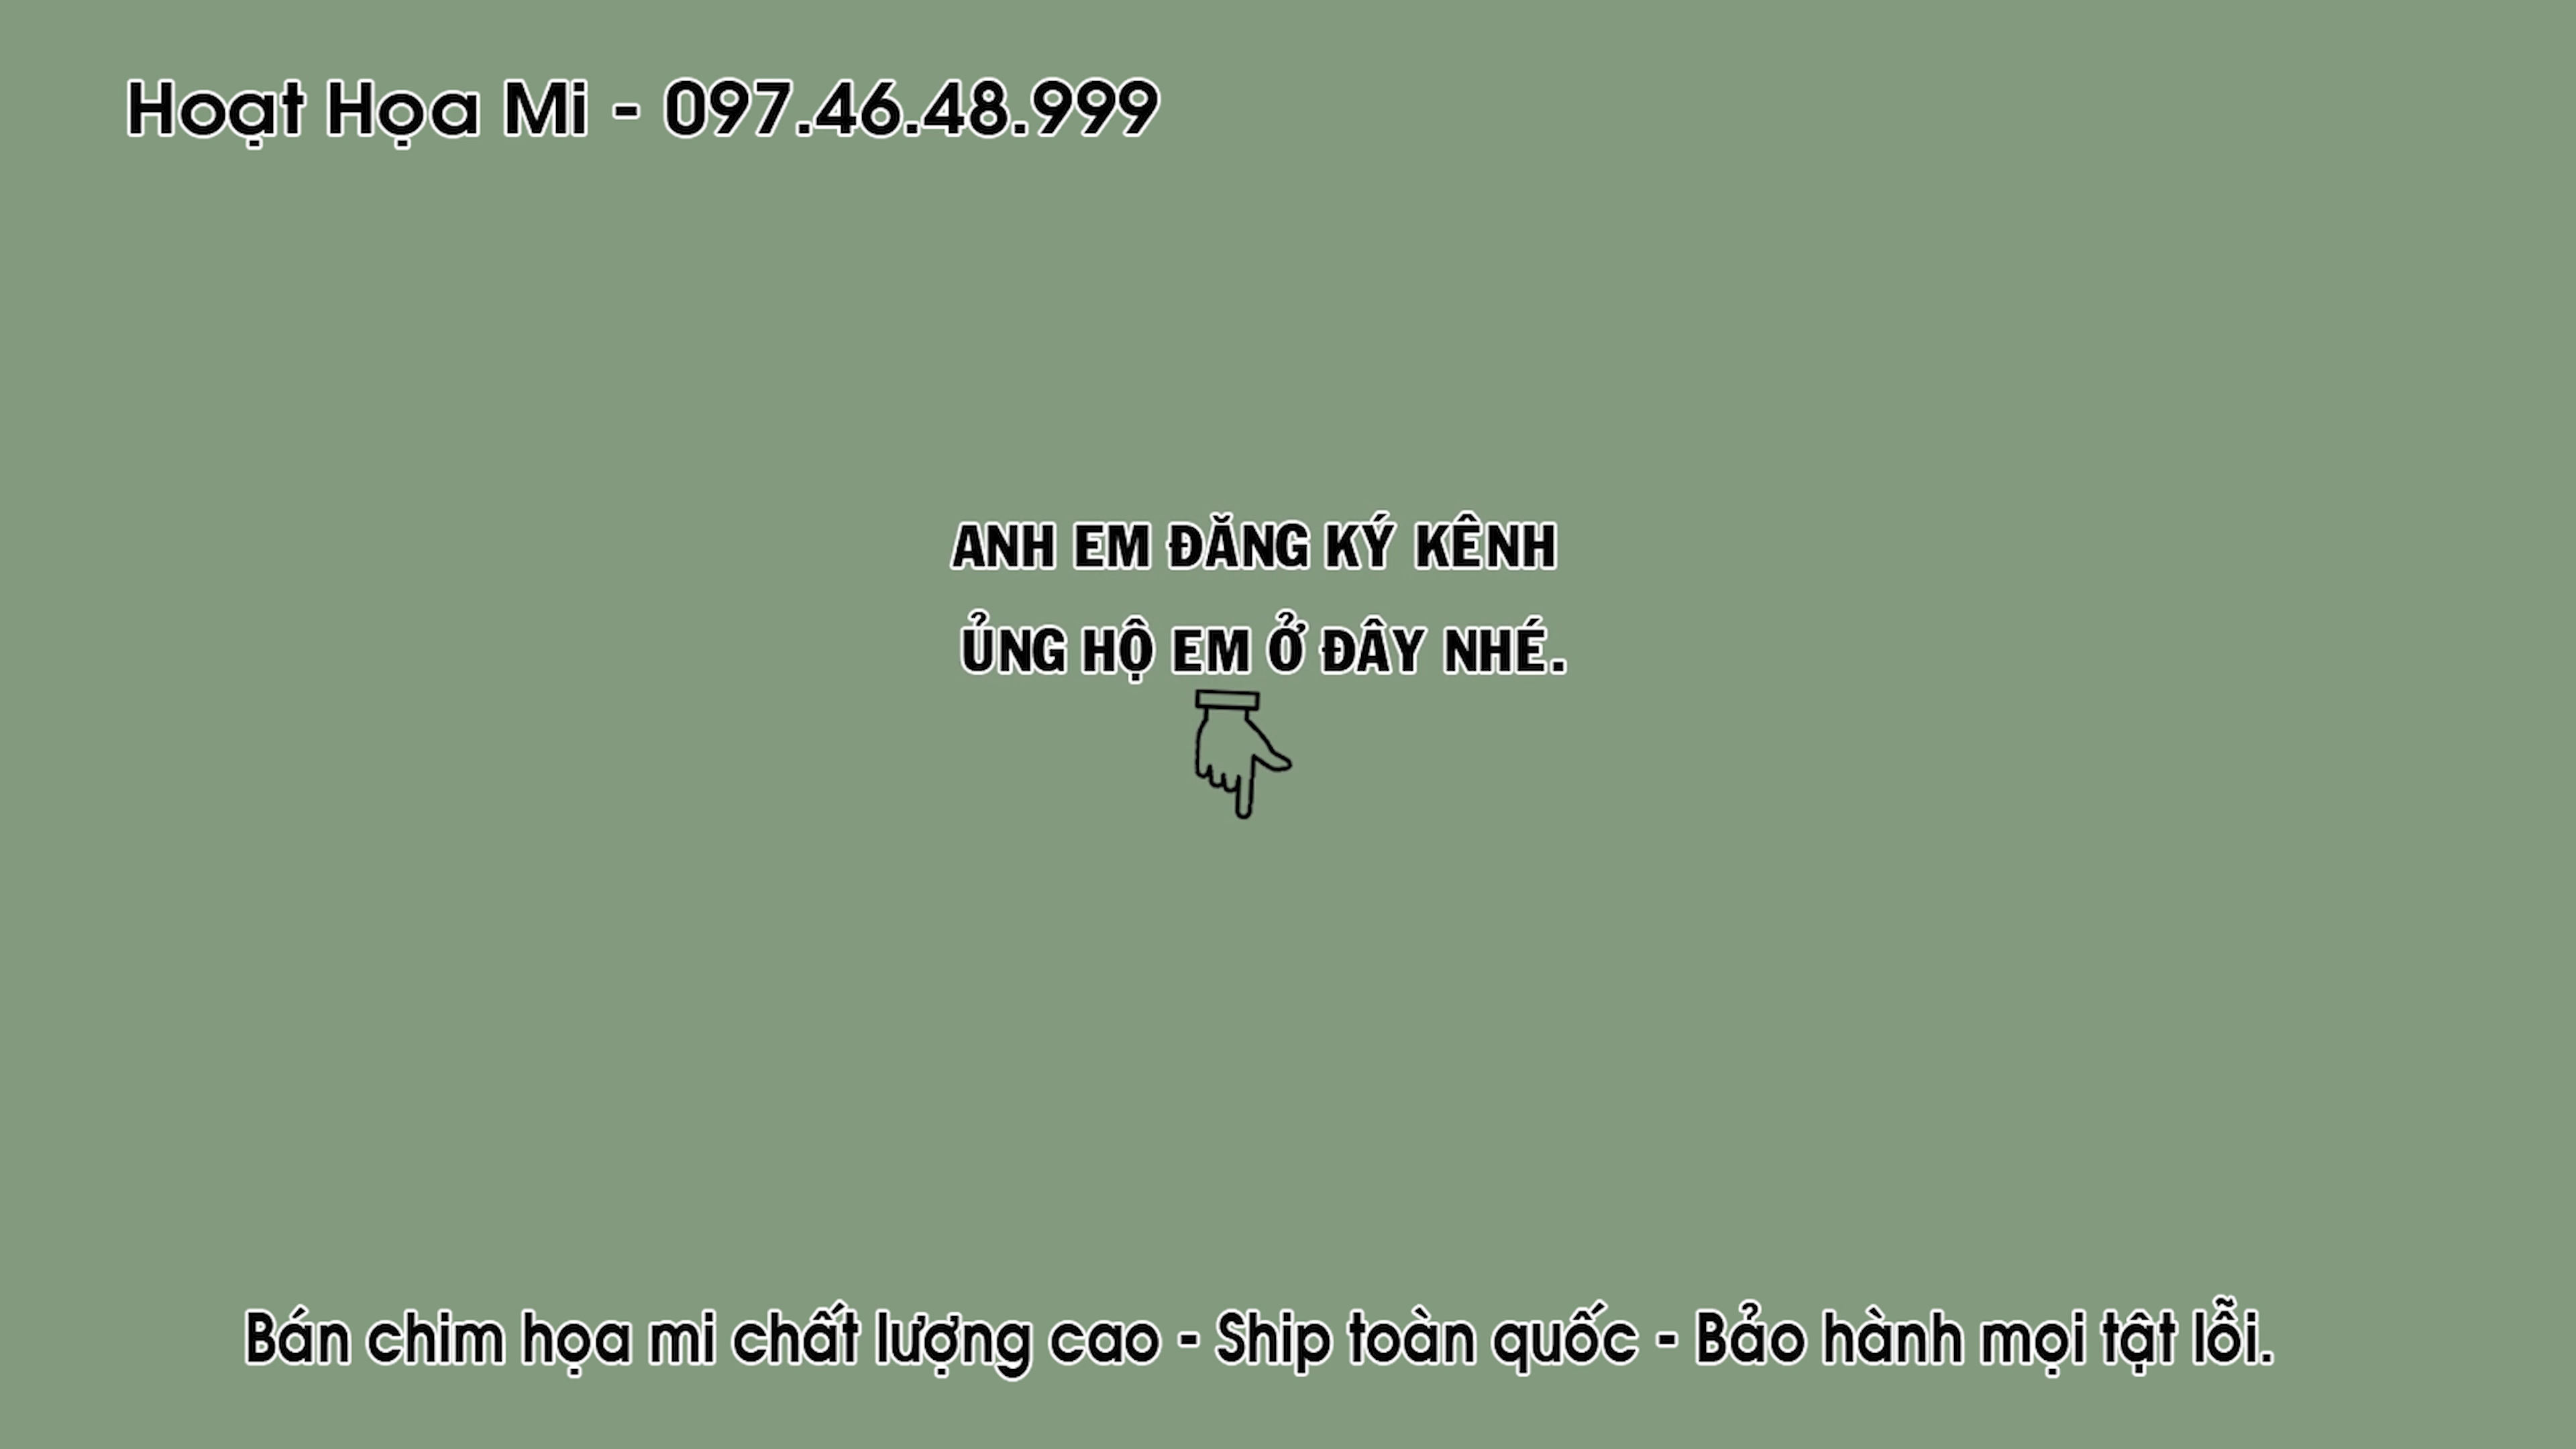 Hoạt Họa Mi - 097.46.48.999
ANH EM ĐĂNG KÝ KÊNH
ỦNG HỘ EM Ở ĐÂY NHÉ.
Bán chim họa mi chất lượng cao - Ship toàn quốc - Bảo hành mọi tật lỗi.